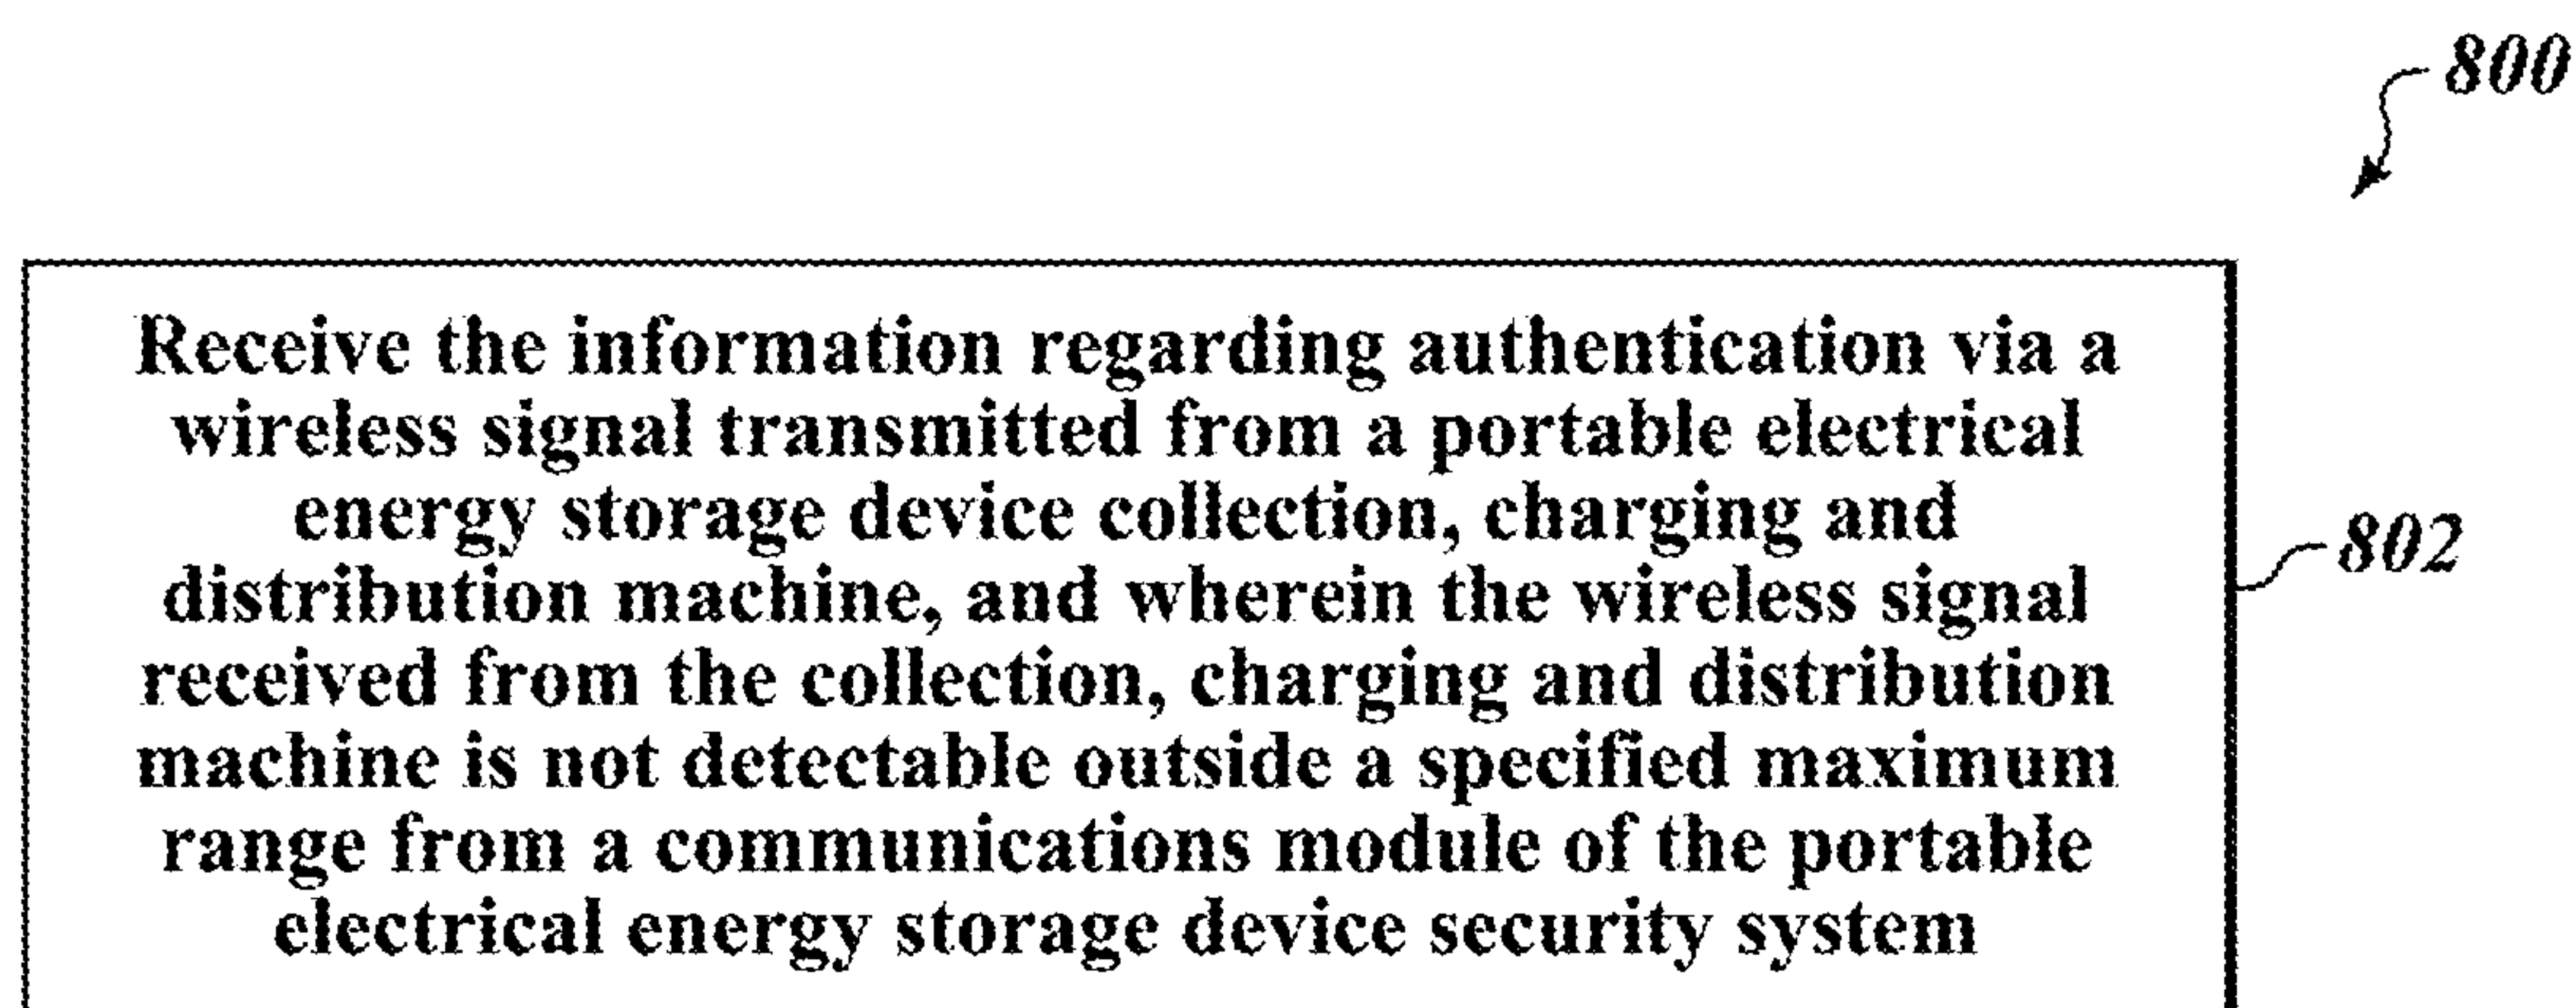 800
Receive the information regarding authentication via a
wireless signal transmitted from a portable electrical
energy storage device collection, charging and
distribution machine, and wherein the wireless signal
received from the collection, charging and distribution
machine is not detectable outside a specified maximum
range from a communications module of the portable
electrical energy storage device security system
802